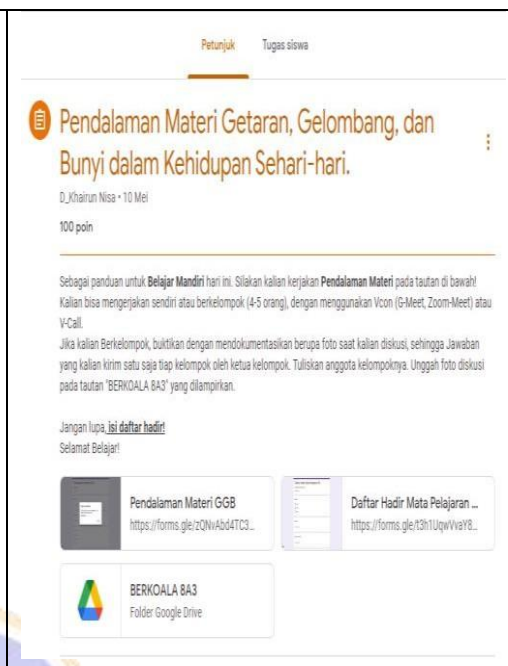 Petunjuk Tugas siswa
Pendalaman Materi Getaran, Gelombang, dan
Bunyi dalam Kehidupan Sehari-hari.
D_Khairun Nisa • 10 Mei
100 poin
Sebagai panduan untuk Belajar Mandiri hari ini. Silakan kalian kerjakan Pendalaman Materi pada tautan di bawah!
Kalian bisa mengerjakan sendiri atau berkelompok (4-5 orang), dengan menggunakan Vcon (G-Meet, Zoom-Meet) atau
V-Call.
Jika kalian Berkelompok, buktikan dengan mendokumentasikan berupa foto saat kalian diskusi, sehingga Jawaban
yang kalian kirim satu saja tiap kelompok oleh ketua kelompok. Tuliskan anggota kelompoknya. Unggah foto diskusi
pada tautan "BERKOALA 8A3" yang dilampirkan.
Jangan lupa, isi daftar hadir!
Selamat Belajar!
Pendalaman Materi GGB
https://forms.gle/zQNvAbd4TC3...
Daftar Hadir Mata Pelajaran ...
https://forms.gle/t3h1UqwVvaY8...
BERKOALA 8A3
Folder Google Drive